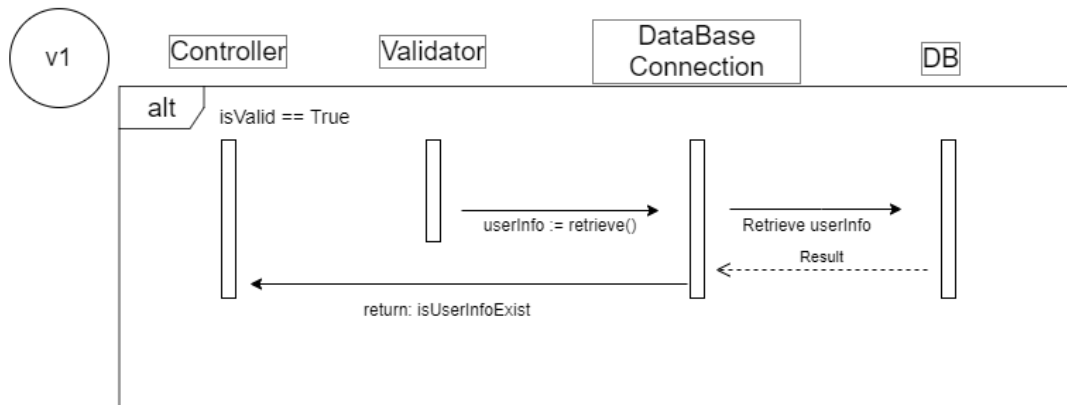 v1
Controller
Validator
DataBase
Connection
DB
alt
isValid == True
userInfo := retrieve()
Retrieve userInfo
Result
return: isUserInfoExist